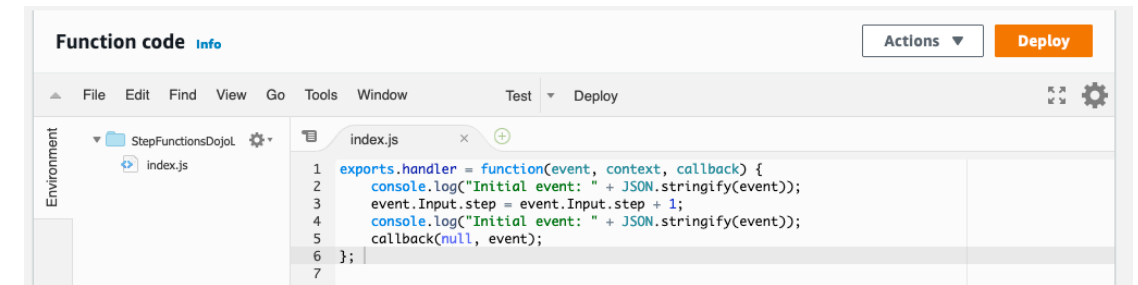 Function code Info
Actions ▼ Deploy
File Edit Find View Go Tools Window Test Deploy
Environment
StepFunctionsDojoL
index.js
index.js ×
1 exports.handler = function(event, context, callback) {
2     console.log("Initial event: " + JSON.stringify(event));
3     event.Input.step = event.Input.step + 1;
4     console.log("Initial event: " + JSON.stringify(event));
5     callback(null, event);
6 };
7